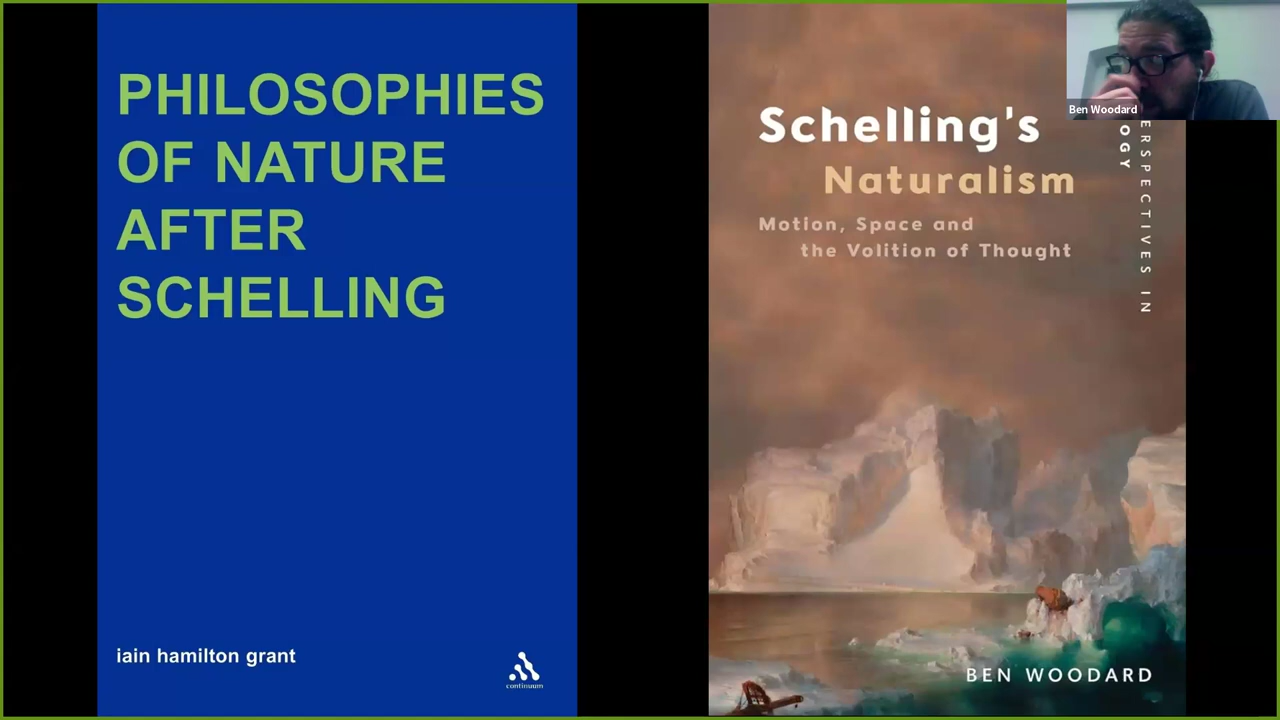 PHILOSOPHIES
OF NATURE
AFTER
SCHELLING
iain hamilton grant
continuum
Schelling's
Naturalism
Motion, Space and
the Volition of Thought
ERSPECTIVES IN
OGY
BEN WOODARD
Ben Woodard